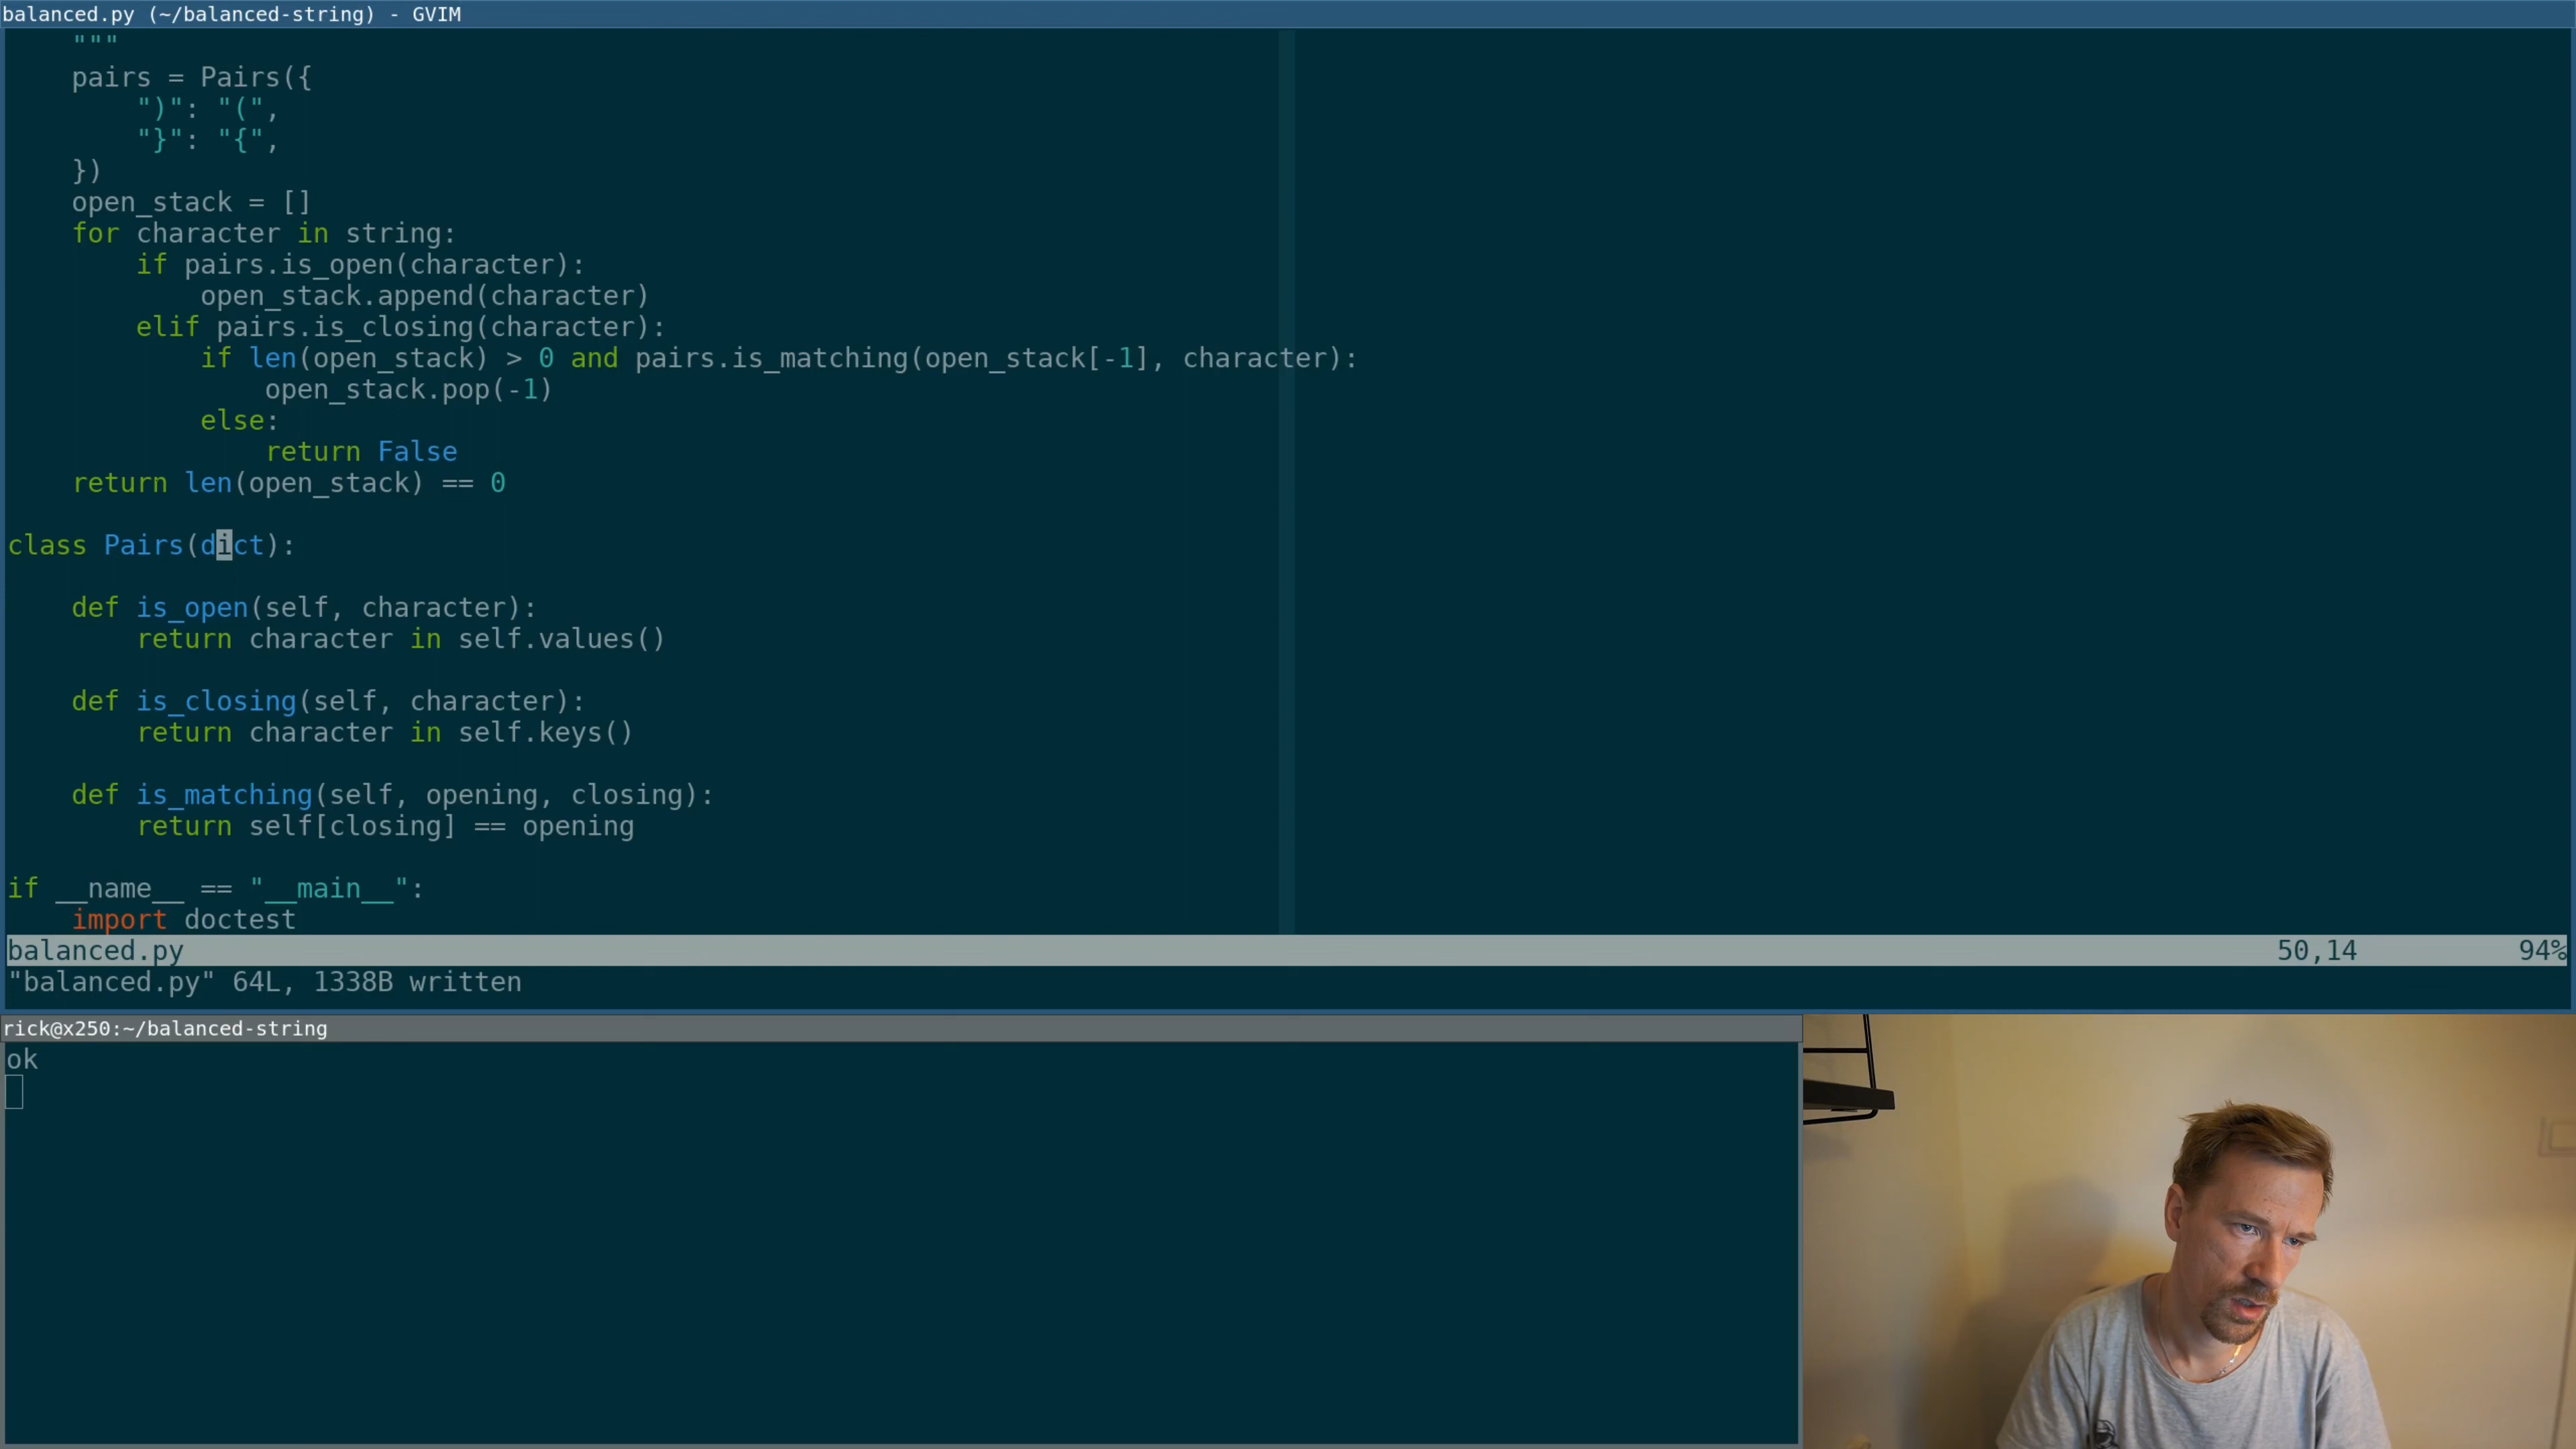 balanced.py (~/balanced-string) - GVIM
    """
    pairs = Pairs({
        ")": "(",
        "}": "{",
    })
    open_stack = []
    for character in string:
        if pairs.is_open(character):
            open_stack.append(character)
        elif pairs.is_closing(character):
            if len(open_stack) > 0 and pairs.is_matching(open_stack[-1], character):
                open_stack.pop(-1)
            else:
                return False
    return len(open_stack) == 0

class Pairs(dict):

    def is_open(self, character):
        return character in self.values()

    def is_closing(self, character):
        return character in self.keys()

    def is_matching(self, opening, closing):
        return self[closing] == opening

if __name__ == "__main__":
    import doctest
balanced.py 50,14 94%
"balanced.py" 64L, 1338B written
rick@x250:~/balanced-string
ok